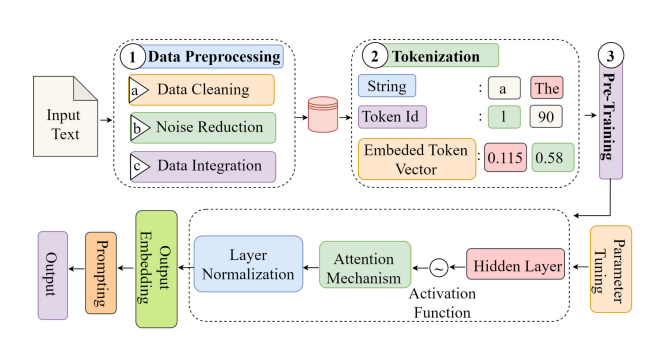 1 Data Preprocessing
a Data Cleaning
b Noise Reduction
c Data Integration
Input
Text
2 Tokenization
String : a The
Token Id : 1 90
Embeded Token
Vector : 0.115 0.58
3
Pre-Training
Parameter
Tuning
Hidden Layer
~
Activation
Function
Attention
Mechanism
Layer
Normalization
Output
Embedding
Prompting
Output